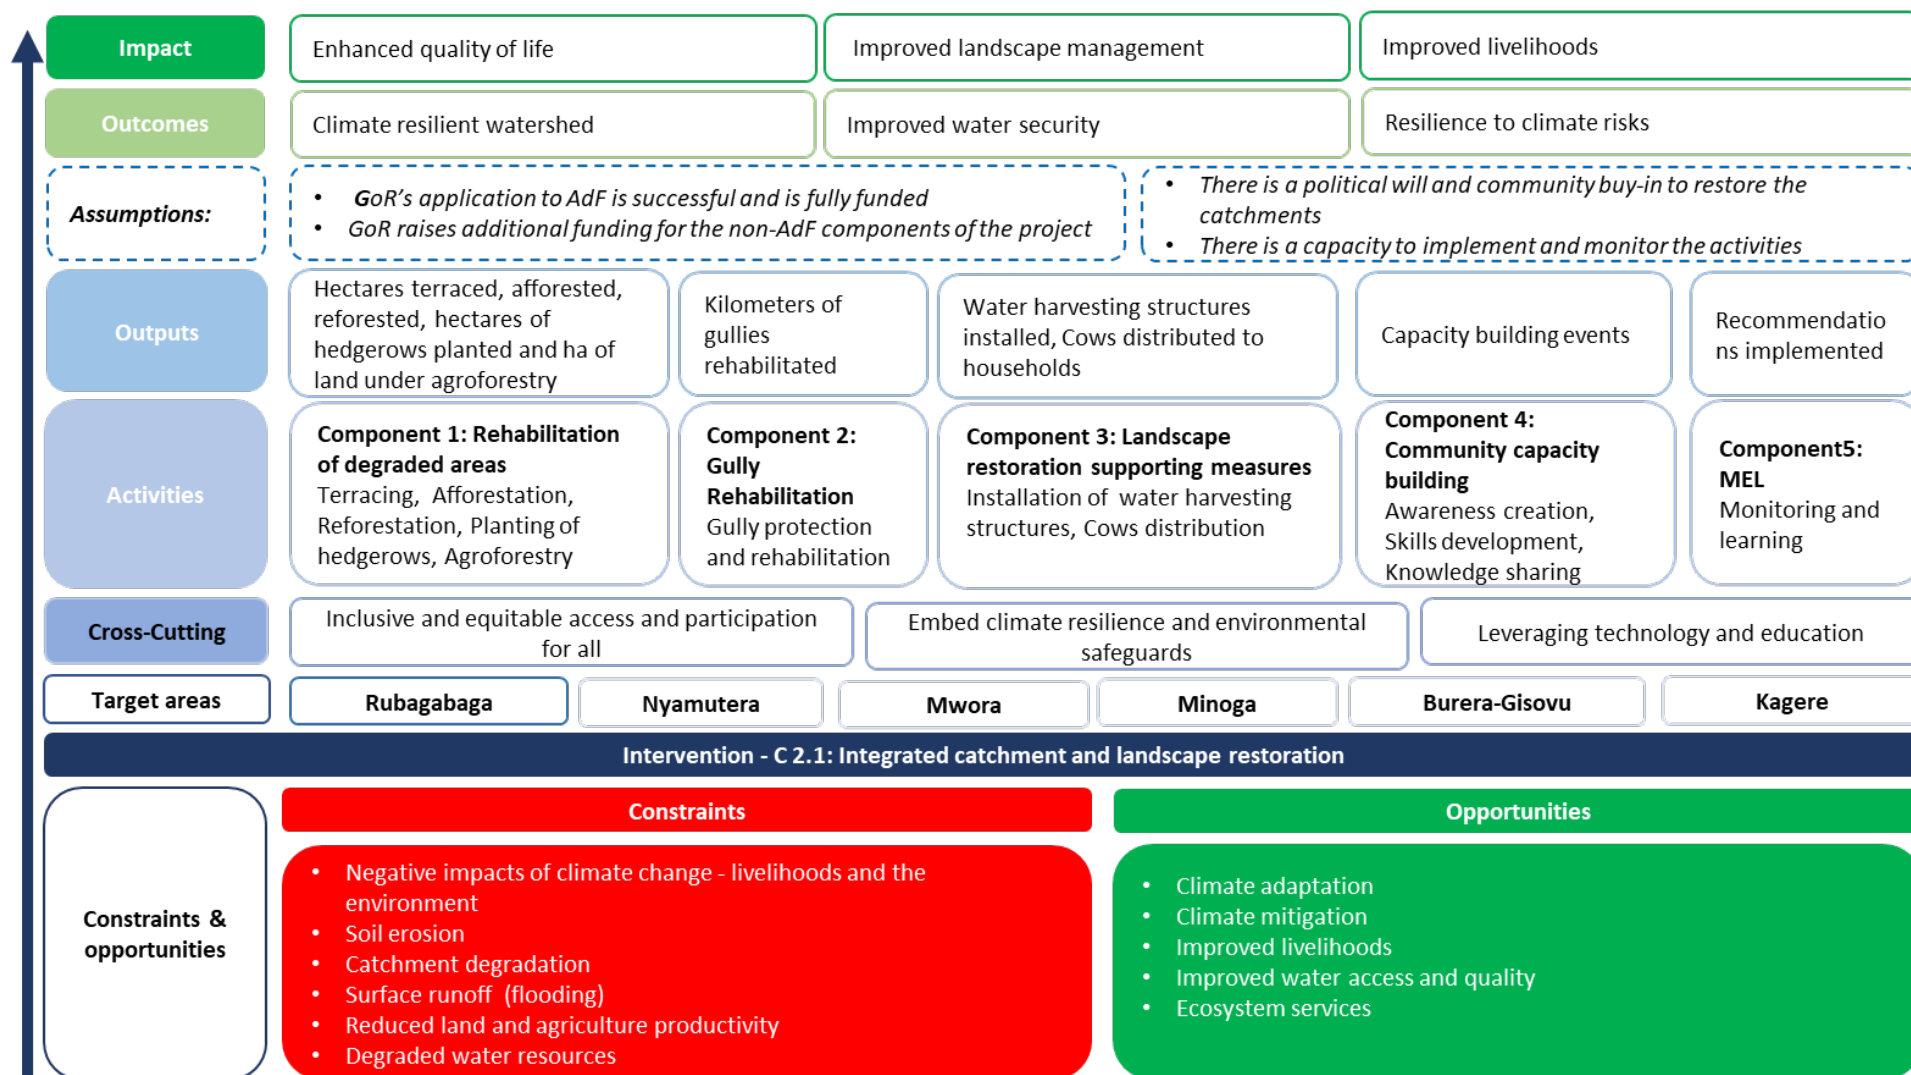 Impact
Enhanced quality of life
Improved landscape management
Improved livelihoods
Outcomes
Climate resilient watershed
Improved water security
Resilience to climate risks
Assumptions:
• GoR’s application to AdF is successful and is fully funded
• GoR raises additional funding for the non-AdF components of the project
• There is a political will and community buy-in to restore the
catchments
• There is a capacity to implement and monitor the activities
Outputs
Hectares terraced, afforested,
reforested, hectares of
hedgerows planted and ha of
land under agroforestry
Kilometers of
gullies
rehabilitated
Water harvesting structures
installed, Cows distributed to
households
Capacity building events
Recommendatio
ns implemented
Activities
Component 1: Rehabilitation
of degraded areas
Terracing, Afforestation,
Reforestation, Planting of
hedgerows, Agroforestry
Component 2:
Gully
Rehabilitation
Gully protection
and rehabilitation
Component 3: Landscape
restoration supporting measures
Installation of water harvesting
structures, Cows distribution
Component 4:
Community capacity
building
Awareness creation,
Skills development,
Knowledge sharing
Component5:
MEL
Monitoring and
learning
Cross-Cutting
Inclusive and equitable access and participation
for all
Embed climate resilience and environmental
safeguards
Leveraging technology and education
Target areas
Rubagabaga
Nyamutera
Mwora
Minoga
Burera-Gisovu
Kagere
Intervention - C 2.1: Integrated catchment and landscape restoration
Constraints &
opportunities
Constraints
• Negative impacts of climate change - livelihoods and the
environment
• Soil erosion
• Catchment degradation
• Surface runoff (flooding)
• Reduced land and agriculture productivity
• Degraded water resources
Opportunities
• Climate adaptation
• Climate mitigation
• Improved livelihoods
• Improved water access and quality
• Ecosystem services